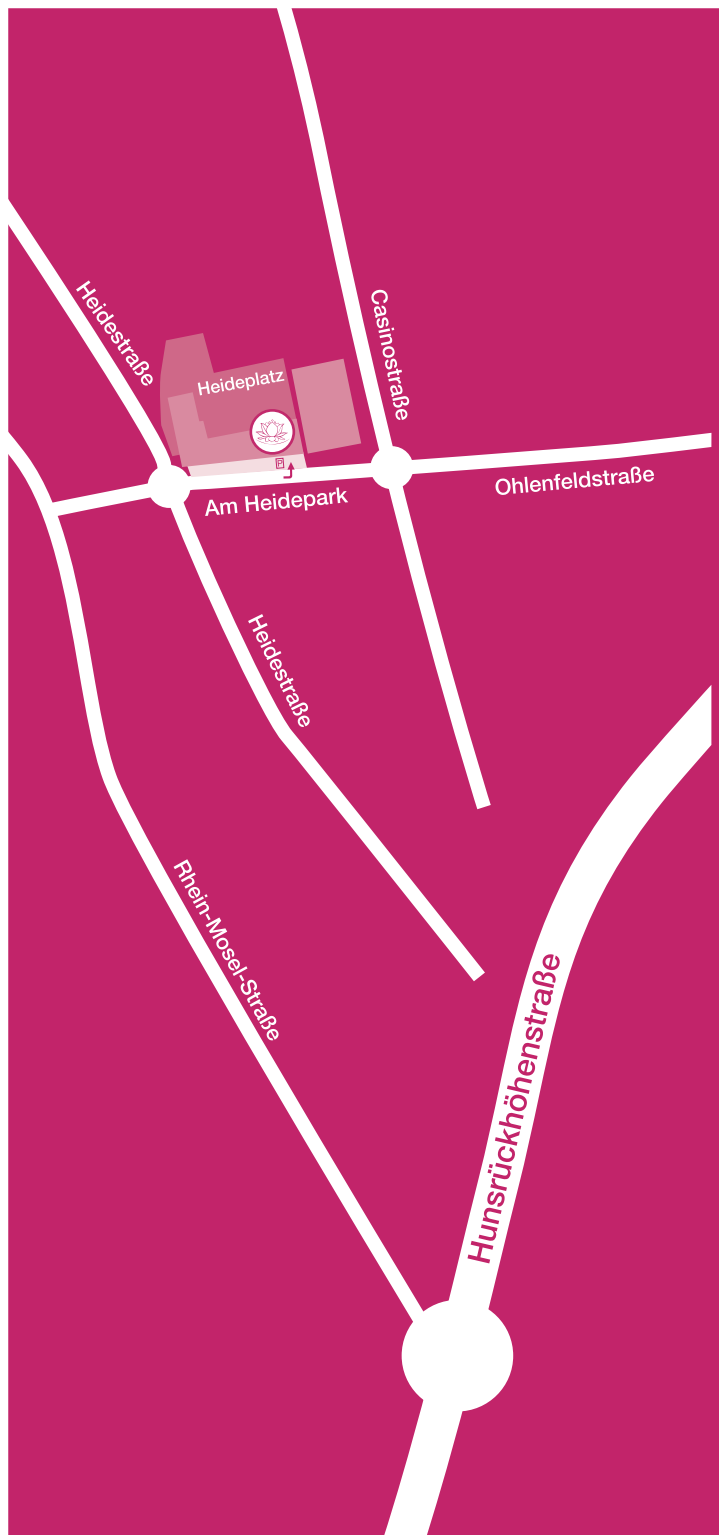 Heidestraße
Casinostraße
Heideplatz
P
Am Heidepark
Ohlenfeldstraße
Heidestraße
Rhein-Mosel-Straße
Hunsrückhöhenstraße